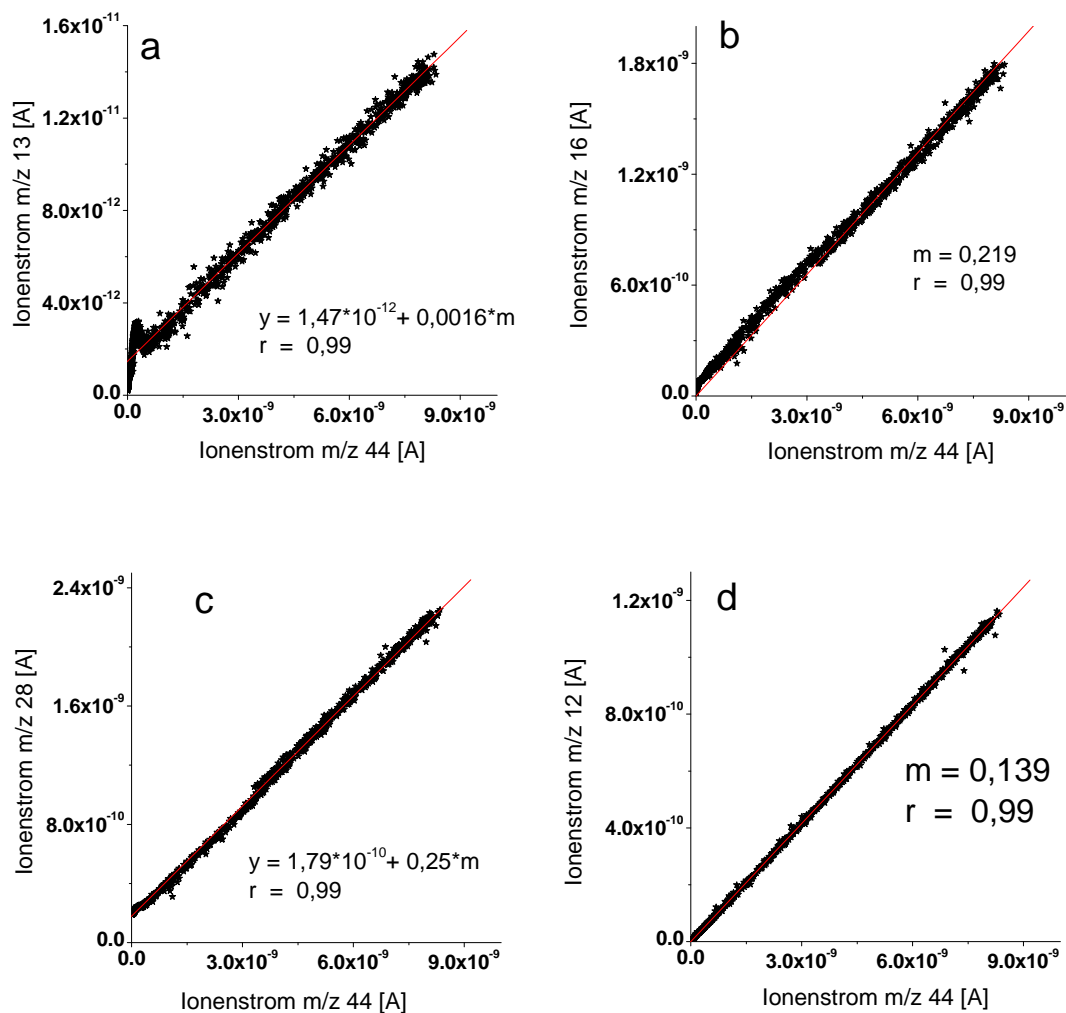 a
1.6x10⁻¹¹
1.2x10⁻¹¹
8.0x10⁻¹²
4.0x10⁻¹²
0.0
Ionenstrom m/z 13 [A]
y = 1,47*10⁻¹²+ 0,0016*m
r = 0,99
0.0 3.0x10⁻⁹ 6.0x10⁻⁹ 9.0x10⁻⁹
Ionenstrom m/z 44 [A]
b
1.8x10⁻⁹
1.2x10⁻⁹
6.0x10⁻¹⁰
0.0
Ionenstrom m/z 16 [A]
m = 0,219
r = 0,99
0.0 3.0x10⁻⁹ 6.0x10⁻⁹ 9.0x10⁻⁹
Ionenstrom m/z 44 [A]
c
2.4x10⁻⁹
1.6x10⁻⁹
8.0x10⁻¹⁰
0.0
Ionenstrom m/z 28 [A]
y = 1,79*10⁻¹⁰+ 0,25*m
r = 0,99
0.0 3.0x10⁻⁹ 6.0x10⁻⁹ 9.0x10⁻⁹
Ionenstrom m/z 44 [A]
d
1.2x10⁻⁹
8.0x10⁻¹⁰
4.0x10⁻¹⁰
0.0
Ionenstrom m/z 12 [A]
m = 0,139
r = 0,99
0.0 3.0x10⁻⁹ 6.0x10⁻⁹ 9.0x10⁻⁹
Ionenstrom m/z 44 [A]